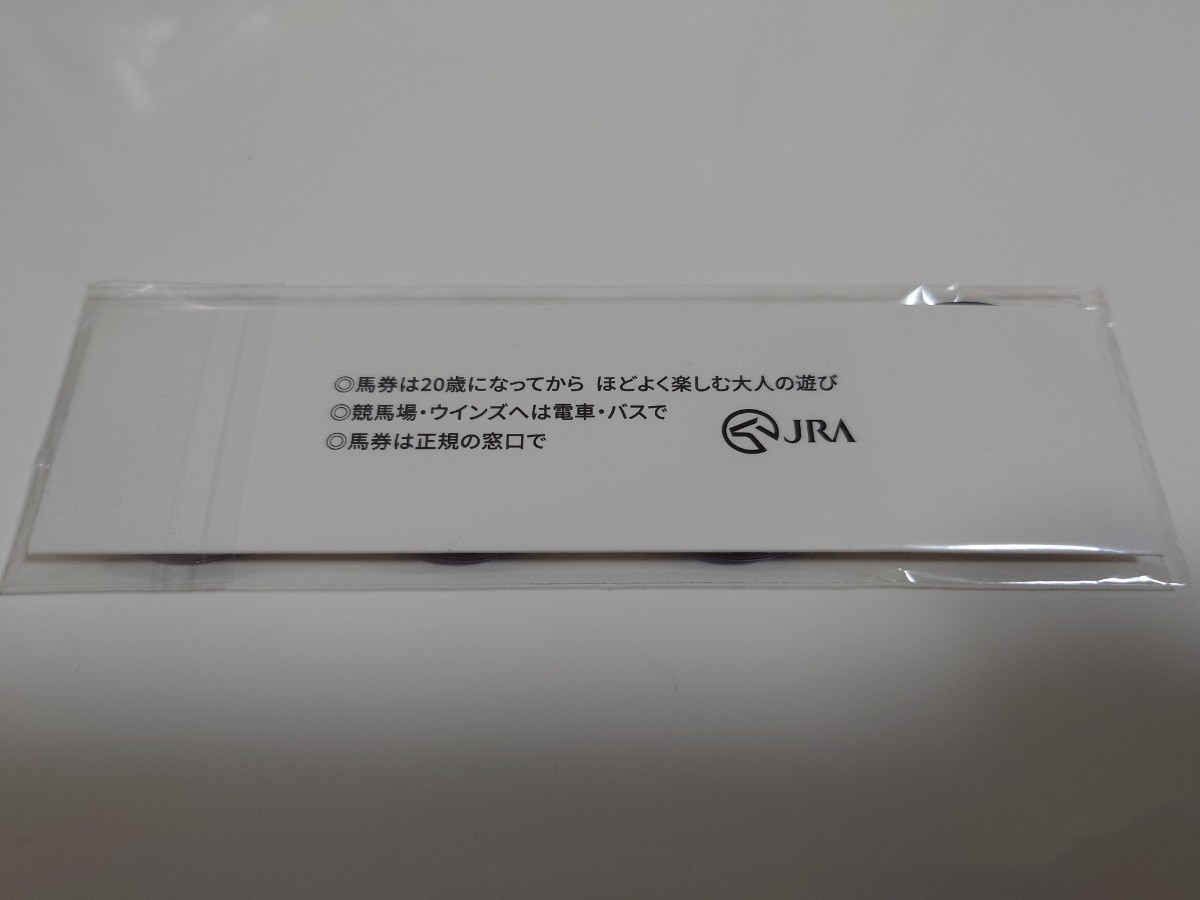 ◎馬券は20歳になってから ほどよく楽しむ大人の遊び
◎競馬場・ウインズへは電車・バスで
◎馬券は正規の窓口で
JRA